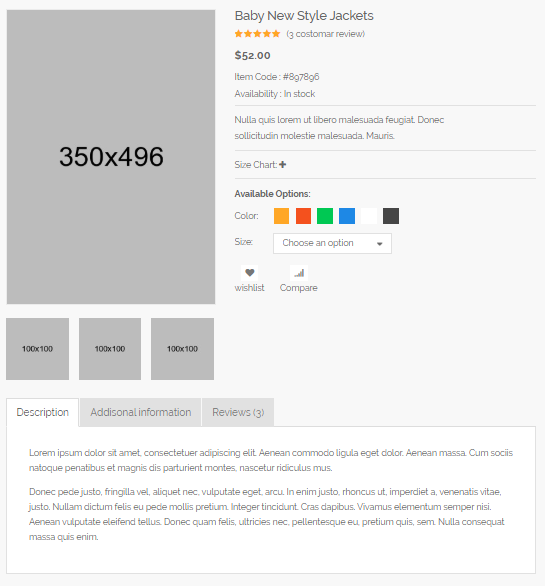 350x496
100x100
100x100
100x100
Baby New Style Jackets
(3 costomar review)
$52.00
Item Code : #897896
Availability : In stock
Nulla quis lorem ut libero malesuada feugiat. Donec
sollicitudin molestie malesuada. Mauris.
Size Chart:
Available Options:
Color:
Size:
Choose an option
wishlist
Compare
Description
Addisonal information
Reviews (3)
Lorem ipsum dolor sit amet, consectetuer adipiscing elit. Aenean commodo ligula eget dolor. Aenean massa. Cum sociis
natoque penatibus et magnis dis parturient montes, nascetur ridiculus mus.
Donec pede justo, fringilla vel, aliquet nec, vulputate eget, arcu. In enim justo, rhoncus ut, imperdiet a, venenatis vitae,
justo. Nullam dictum felis eu pede mollis pretium. Integer tincidunt. Cras dapibus. Vivamus elementum semper nisi.
Aenean vulputate eleifend tellus. Donec quam felis, ultricies nec, pellentesque eu, pretium quis, sem. Nulla consequat
massa quis enim.